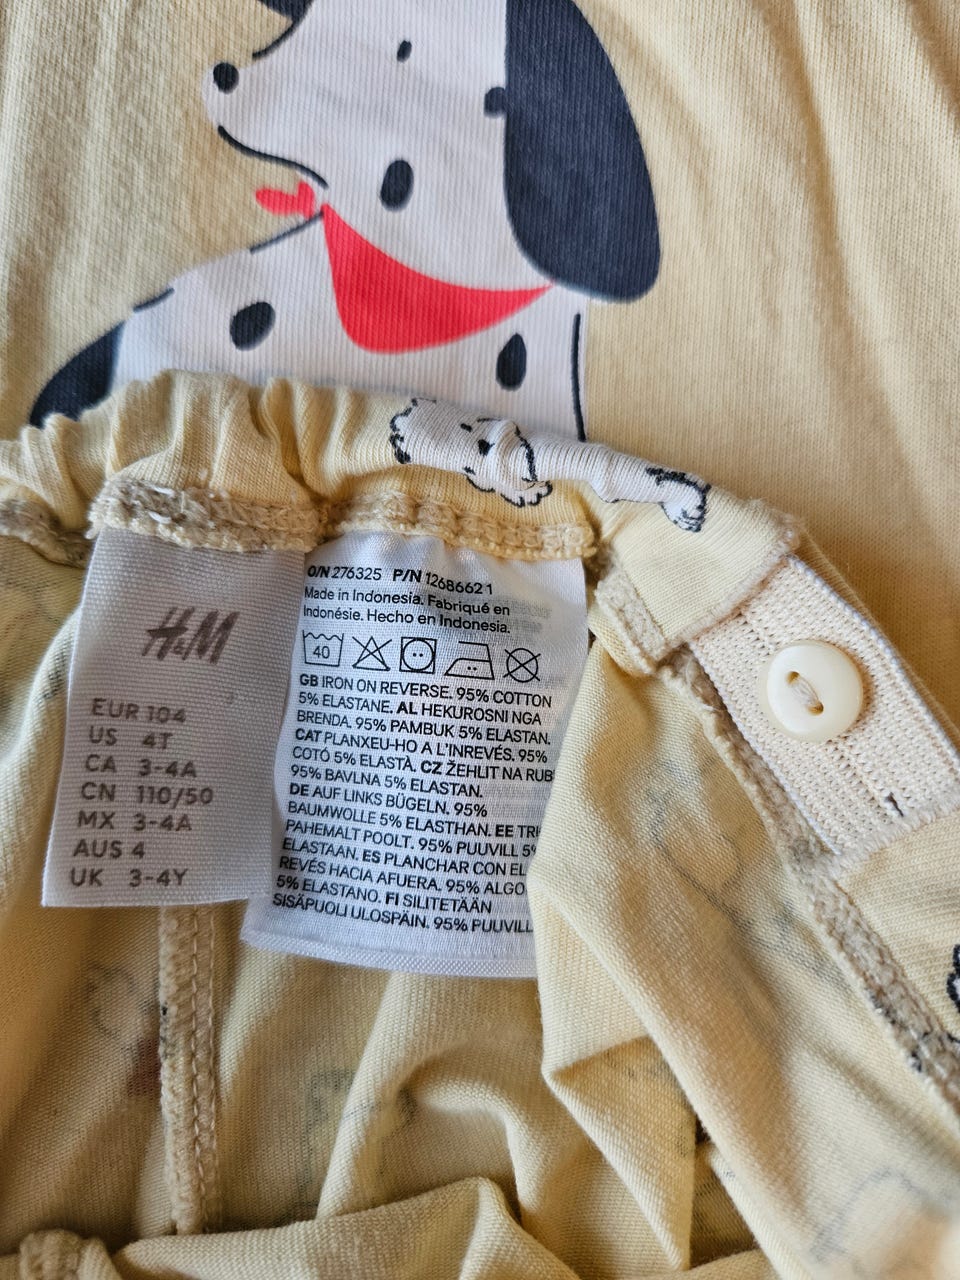 H&M
EUR 104
US 4T
CA 3-4A
CN 110/50
MX 3-4A
AUS 4
UK 3-4Y
O/N 276325 P/N 1268662 1
Made in Indonesia. Fabriqué en
Indonésie. Hecho en Indonesia.
40
GB IRON ON REVERSE. 95% COTTON
5% ELASTANE. AL HEKUROSNI NGA
BRENDA. 95% PAMBUK 5% ELASTAN.
CAT PLANXEU-HO A L'INREVÉS. 95%
COTÓ 5% ELASTÀ. CZ ŽEHLIT NA RUB
95% BAVLNA 5% ELASTAN.
DE AUF LINKS BÜGELN. 95%
BAUMWOLLE 5% ELASTHAN. EE
PAHEMALT POOLT. 95% PUUVILL 5%
ELASTAAN. ES PLANCHAR CON EL
REVÉS HACIA AFUERA. 95% ALGO
5% ELASTANO. FI SILITETÄÄN
SISÄPUOLI ULOSPÄIN. 95% PUUVILL